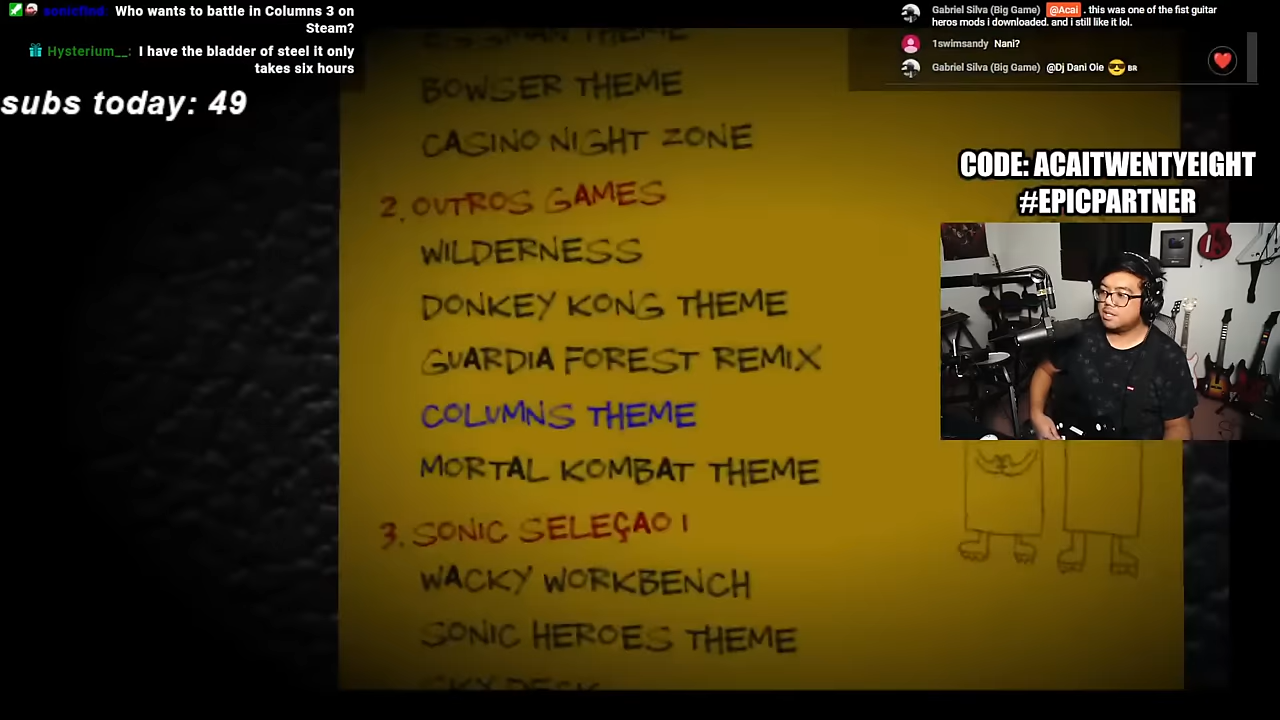 sonicfind Who wants to battle in Columns 3 on
Steam?
Hysterium__: I have the bladder of steel it only
takes six hours
subs today: 49
Gabriel Silva (Big Game) @Acai . this was one of the fist guitar
heros mods i downloaded. and i still like it lol.
1swimsandy Nani?
Gabriel Silva (Big Game) @Dj Dani Ole 😎 BR
CODE: ACAITWENTYEIGHT
#EPICPARTNER
THEME
BOWSER THEME
CASINO NIGHT ZONE
2. OUTROS GAMES
WILDERNESS
DONKEY KONG THEME
GUARDIA FOREST REMIX
COLUMNS THEME
MORTAL KOMBAT THEME
3. SONIC SELEÇAO 1
WACKY WORKBENCH
SONIC HEROES THEME